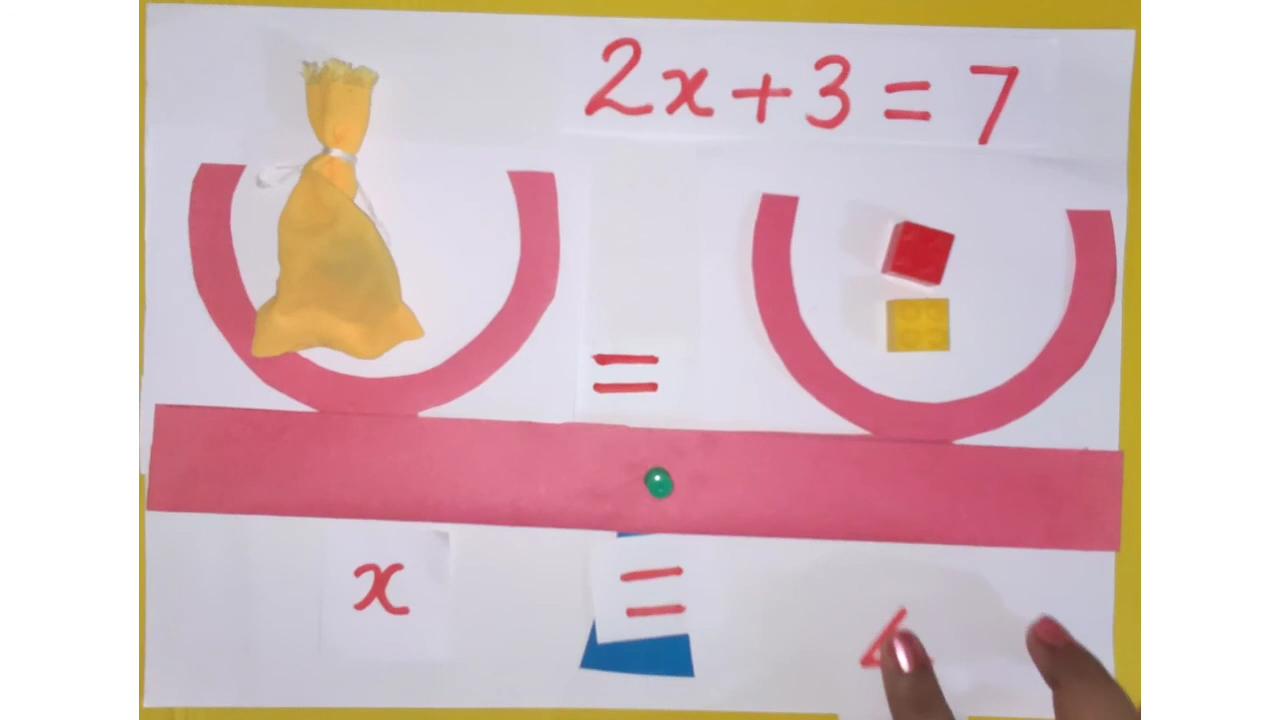 2x+3=7
=
x =